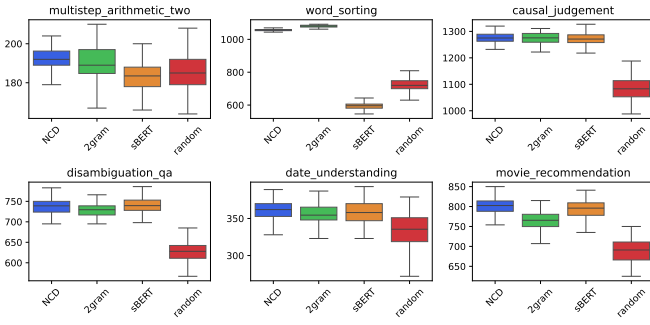 multistep_arithmetic_two
200
180
NCD
2gram
sBERT
random
word_sorting
1000
800
600
NCD
2gram
sBERT
random
causal_judgement
1300
1200
1100
1000
NCD
2gram
sBERT
random
disambiguation_qa
750
700
650
600
NCD
2gram
sBERT
random
date_understanding
350
300
NCD
2gram
sBERT
random
movie_recommendation
850
800
750
700
650
NCD
2gram
sBERT
random